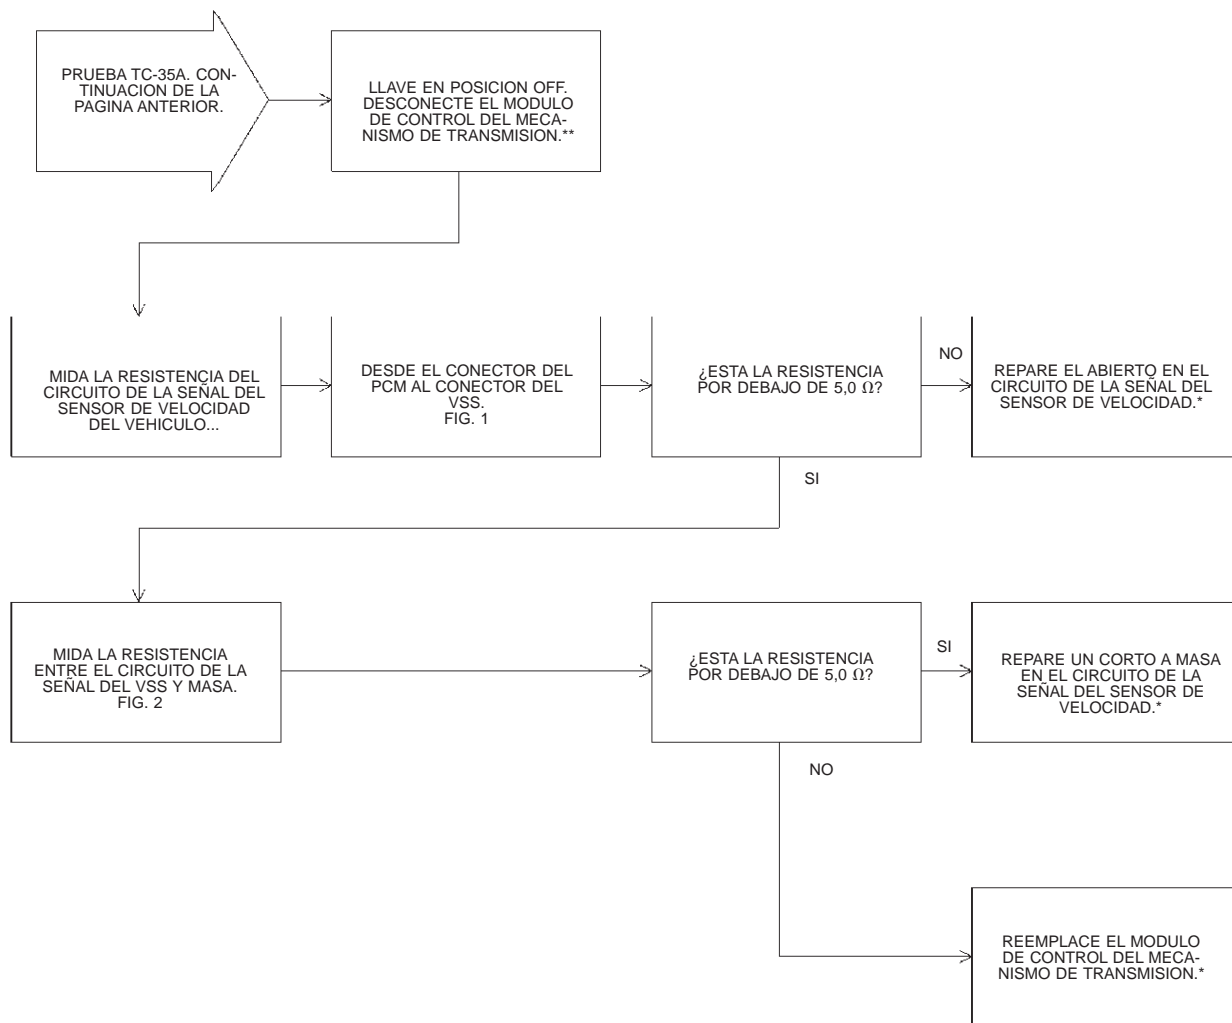 PRUEBA TC-35A. CON-
TINUACION DE LA
PAGINA ANTERIOR.
LLAVE EN POSICION OFF.
DESCONECTE EL MODULO
DE CONTROL DEL MECA-
NISMO DE TRANSMISION.**
MIDA LA RESISTENCIA DEL
CIRCUITO DE LA SEÑAL DEL
SENSOR DE VELOCIDAD
DEL VEHICULO...
DESDE EL CONECTOR DEL
PCM AL CONECTOR DEL
VSS.
FIG. 1
¿ESTA LA RESISTENCIA
POR DEBAJO DE 5,0 Ω?
NO
REPARE EL ABIERTO EN EL
CIRCUITO DE LA SEÑAL DEL
SENSOR DE VELOCIDAD.*
SI
MIDA LA RESISTENCIA
ENTRE EL CIRCUITO DE LA
SEÑAL DEL VSS Y MASA.
FIG. 2
¿ESTA LA RESISTENCIA
POR DEBAJO DE 5,0 Ω?
SI
REPARE UN CORTO A MASA
EN EL CIRCUITO DE LA
SEÑAL DEL SENSOR DE
VELOCIDAD.*
NO
REEMPLACE EL MODULO
DE CONTROL DEL MECA-
NISMO DE TRANSMISION.*